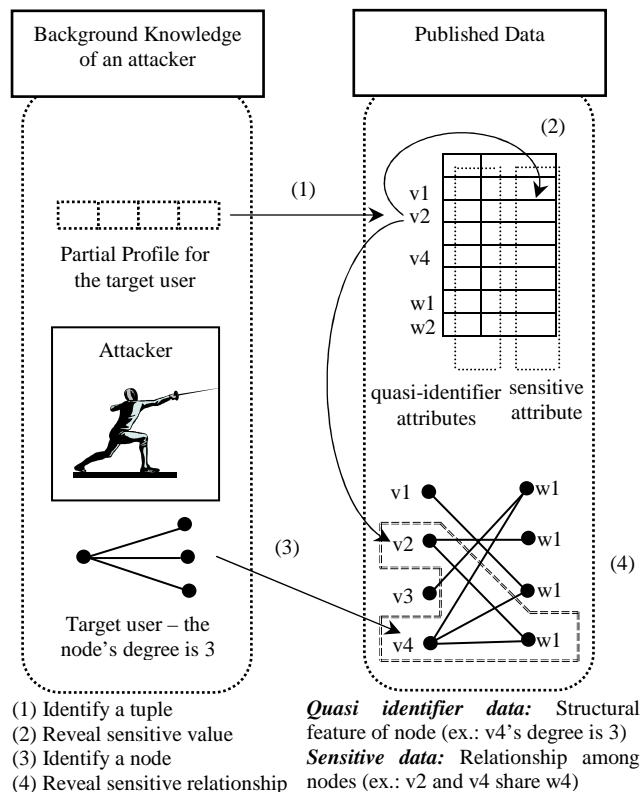 Background Knowledge
of an attacker
Published Data
(1)
Partial Profile for
the target user
Attacker
(3)
Target user – the
node's degree is 3
(2)
v1
v2
v4
w1
w2
quasi-identifier
attributes
sensitive
attribute
v1
w1
v2
w1
(4)
v3
w1
v4
w1
(1) Identify a tuple
(2) Reveal sensitive value
(3) Identify a node
(4) Reveal sensitive relationship
Quasi identifier data: Structural
feature of node (ex.: v4's degree is 3)
Sensitive data: Relationship among
nodes (ex.: v2 and v4 share w4)